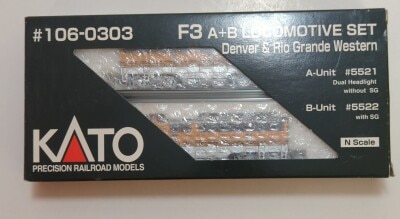 #106-0303
F3 A+B LOCOMOTIVE SET
Denver & Rio Grande Western
A-Unit #5521
Dual Headlight
without SG
B-Unit #5522
with SG
N Scale
KATO
PRECISION RAILROAD MODELS